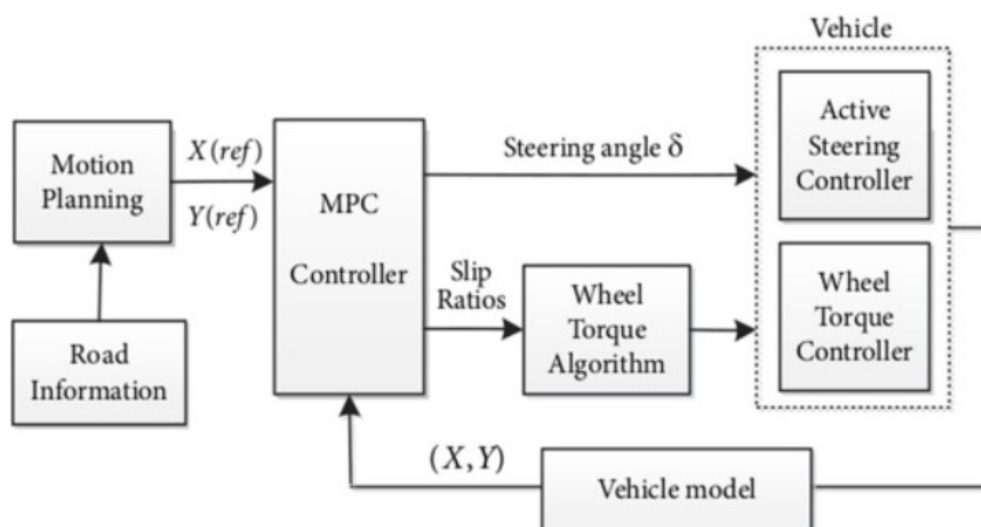 Vehicle
Motion
Planning
X(ref)
Y(ref)
MPC
Controller
Steering angle δ
Active
Steering
Controller
Slip
Ratios
Wheel
Torque
Algorithm
Wheel
Torque
Controller
Road
Information
(X, Y)
Vehicle model